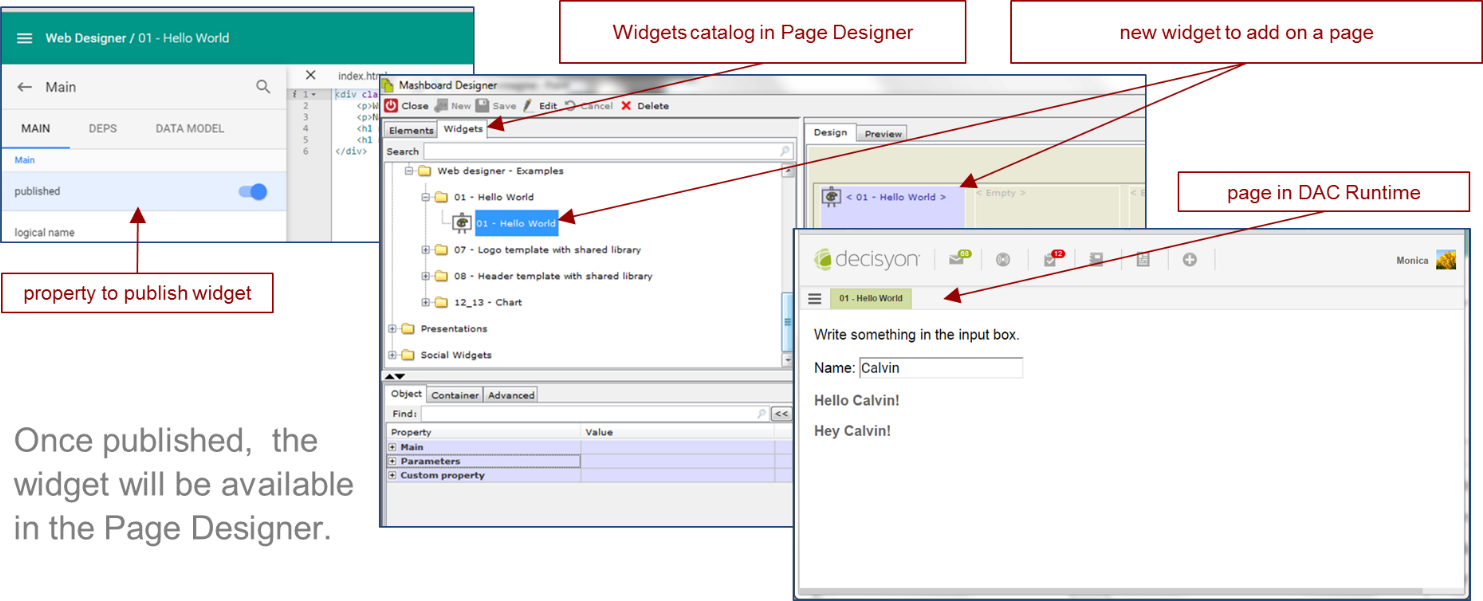 Widgets catalog in Page Designer
new widget to add on a page
Web Designer / 01 - Hello World
Main
index.html
MAIN DEPS DATA MODEL
Main
published
logical name
i 1 <div cla
2 <p>W
3 <p>N
4 <h1
5 <h1
6 </div>
property to publish widget
Once published, the
widget will be available
in the Page Designer.
Mashboard Designer
Close New Save Edit Cancel Delete
Elements Widgets
Search
Web designer - Examples
01 - Hello World
01 - Hello World
07 - Logo template with shared library
08 - Header template with shared library
12_13 - Chart
Presentations
Social Widgets
Object Container Advanced
Find: <<
Property Value
Main
Parameters
Custom property
Design Preview
< 01 - Hello World > < Empty > < E
page in DAC Runtime
decisyon 12 Monica
01 - Hello World
Write something in the input box.
Name: Calvin
Hello Calvin!
Hey Calvin!